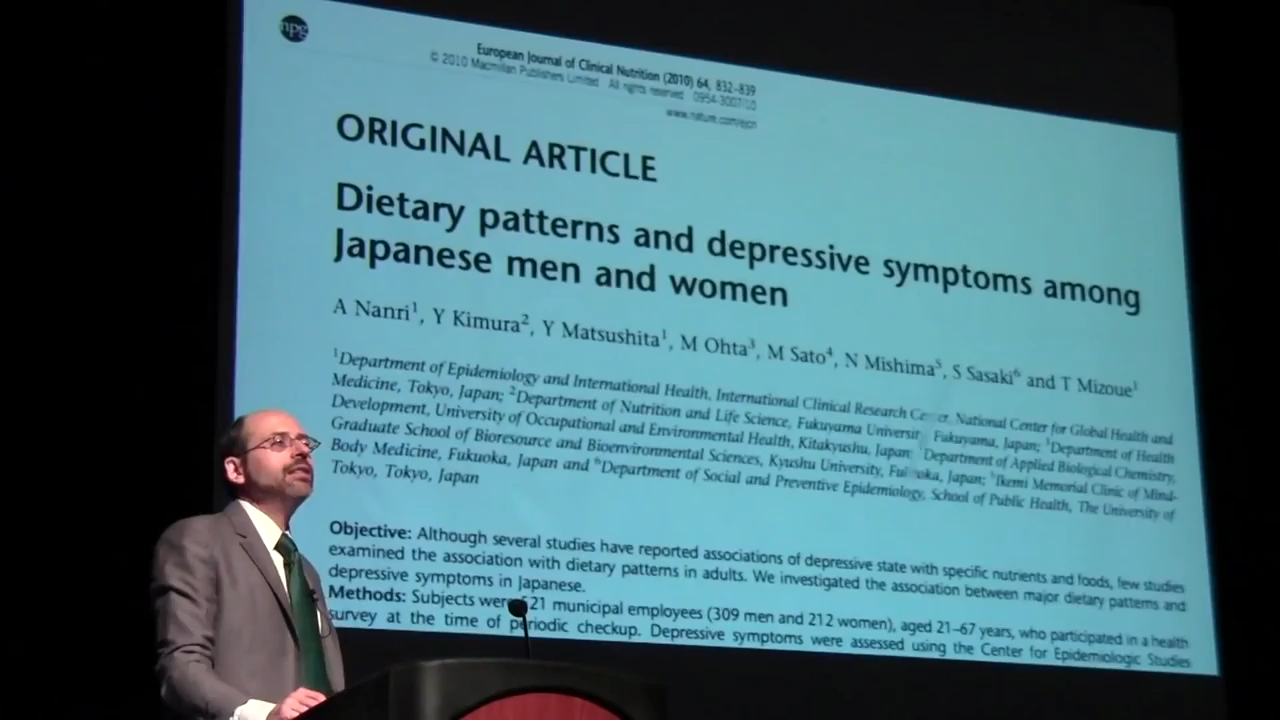 npg
European Journal of Clinical Nutrition (2010) 64, 832–839
© 2010 Macmillan Publishers Limited All rights reserved 0954-3007/10
www.nature.com/ejcn
ORIGINAL ARTICLE
Dietary patterns and depressive symptoms among
Japanese men and women
A Nanri1, Y Kimura2, Y Matsushita1, M Ohta3, M Sato4, N Mishima5, S Sasaki6 and T Mizoue1
1Department of Epidemiology and International Health, International Clinical Research National Center for Global Health and
Medicine, Tokyo, Japan; 2Department of Nutrition and Life Science, Fukuyama Fukuyama, Japan; 3Department of Health
Development, University of Occupational and Environmental Health, Kitakyushu, Japan; Department of Applied Biological Chemistry,
Graduate School of Bioresource and Bioenvironmental Sciences, Kyushu University, Japan; 5Ikemi Memorial Clinic of Mind-
Body Medicine, Fukuoka, Japan and 6Department of Social and Preventive Epidemiology, School of Public Health, The University of
Tokyo, Tokyo, Japan
Objective: Although several studies have reported associations of depressive state with specific nutrients and foods, few studies
examined the association with dietary patterns in adults. We investigated the association between major dietary patterns and
depressive symptoms in Japanese.
Methods: Subjects 521 municipal employees (309 men and 212 women), aged 21–67 years, who participated in a health
survey at the time of periodic checkup. Depressive symptoms were assessed using the Center for Epidemiologic Studies